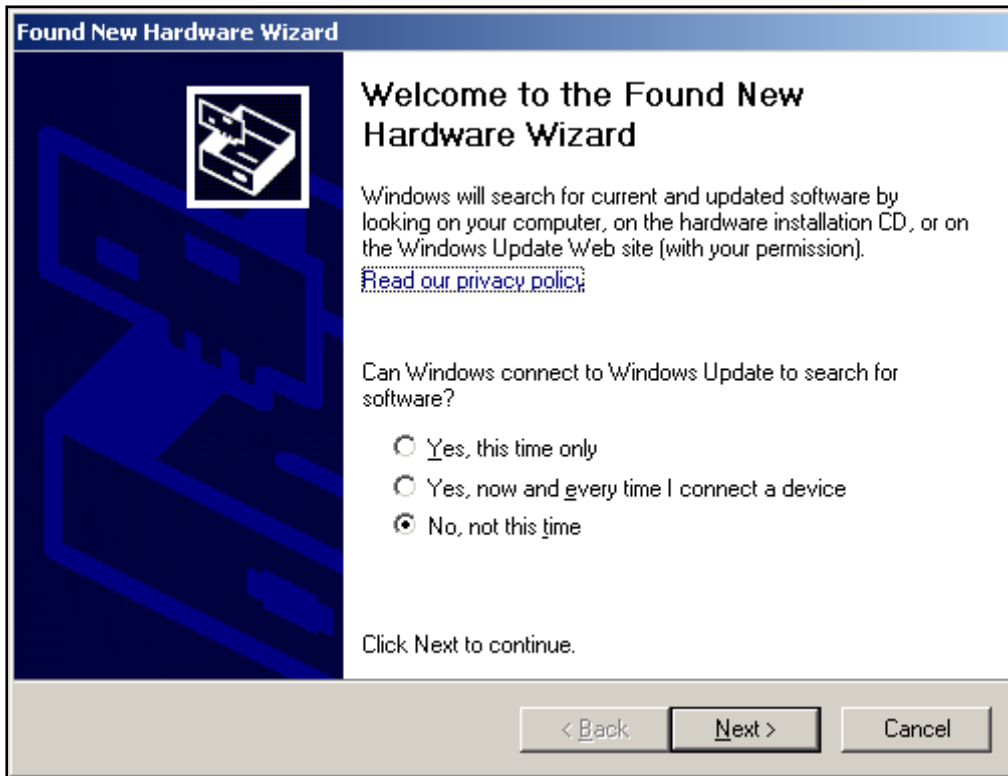 Found New Hardware Wizard
Welcome to the Found New
Hardware Wizard
Windows will search for current and updated software by
looking on your computer, on the hardware installation CD, or on
the Windows Update Web site (with your permission).
Read our privacy policy
Can Windows connect to Windows Update to search for
software?
Yes, this time only
Yes, now and every time I connect a device
No, not this time
Click Next to continue.
< Back Next > Cancel